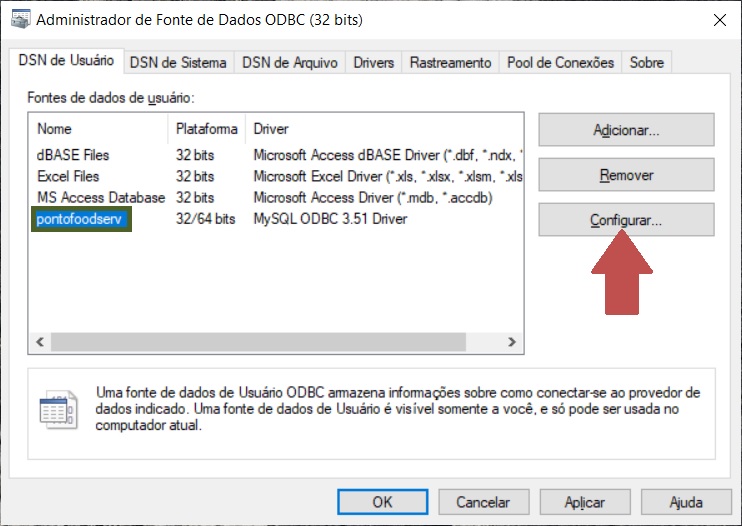 Administrador de Fonte de Dados ODBC (32 bits)
DSN de Usuário DSN de Sistema DSN de Arquivo Drivers Rastreamento Pool de Conexões Sobre
Fontes de dados de usuário:
Nome Plataforma Driver
dBASE Files 32 bits Microsoft Access dBASE Driver (*.dbf, *.ndx, *
Excel Files 32 bits Microsoft Excel Driver (*.xls, *.xlsx, *.xlsm, *.xls
MS Access Database 32 bits Microsoft Access Driver (*.mdb, *.accdb)
pontofoodserv 32/64 bits MySQL ODBC 3.51 Driver
Adicionar...
Remover
Configurar...
Uma fonte de dados de Usuário ODBC armazena informações sobre como conectar-se ao provedor de
dados indicado. Uma fonte de dados de Usuário é visível somente a você, e só pode ser usada no
computador atual.
OK Cancelar Aplicar Ajuda